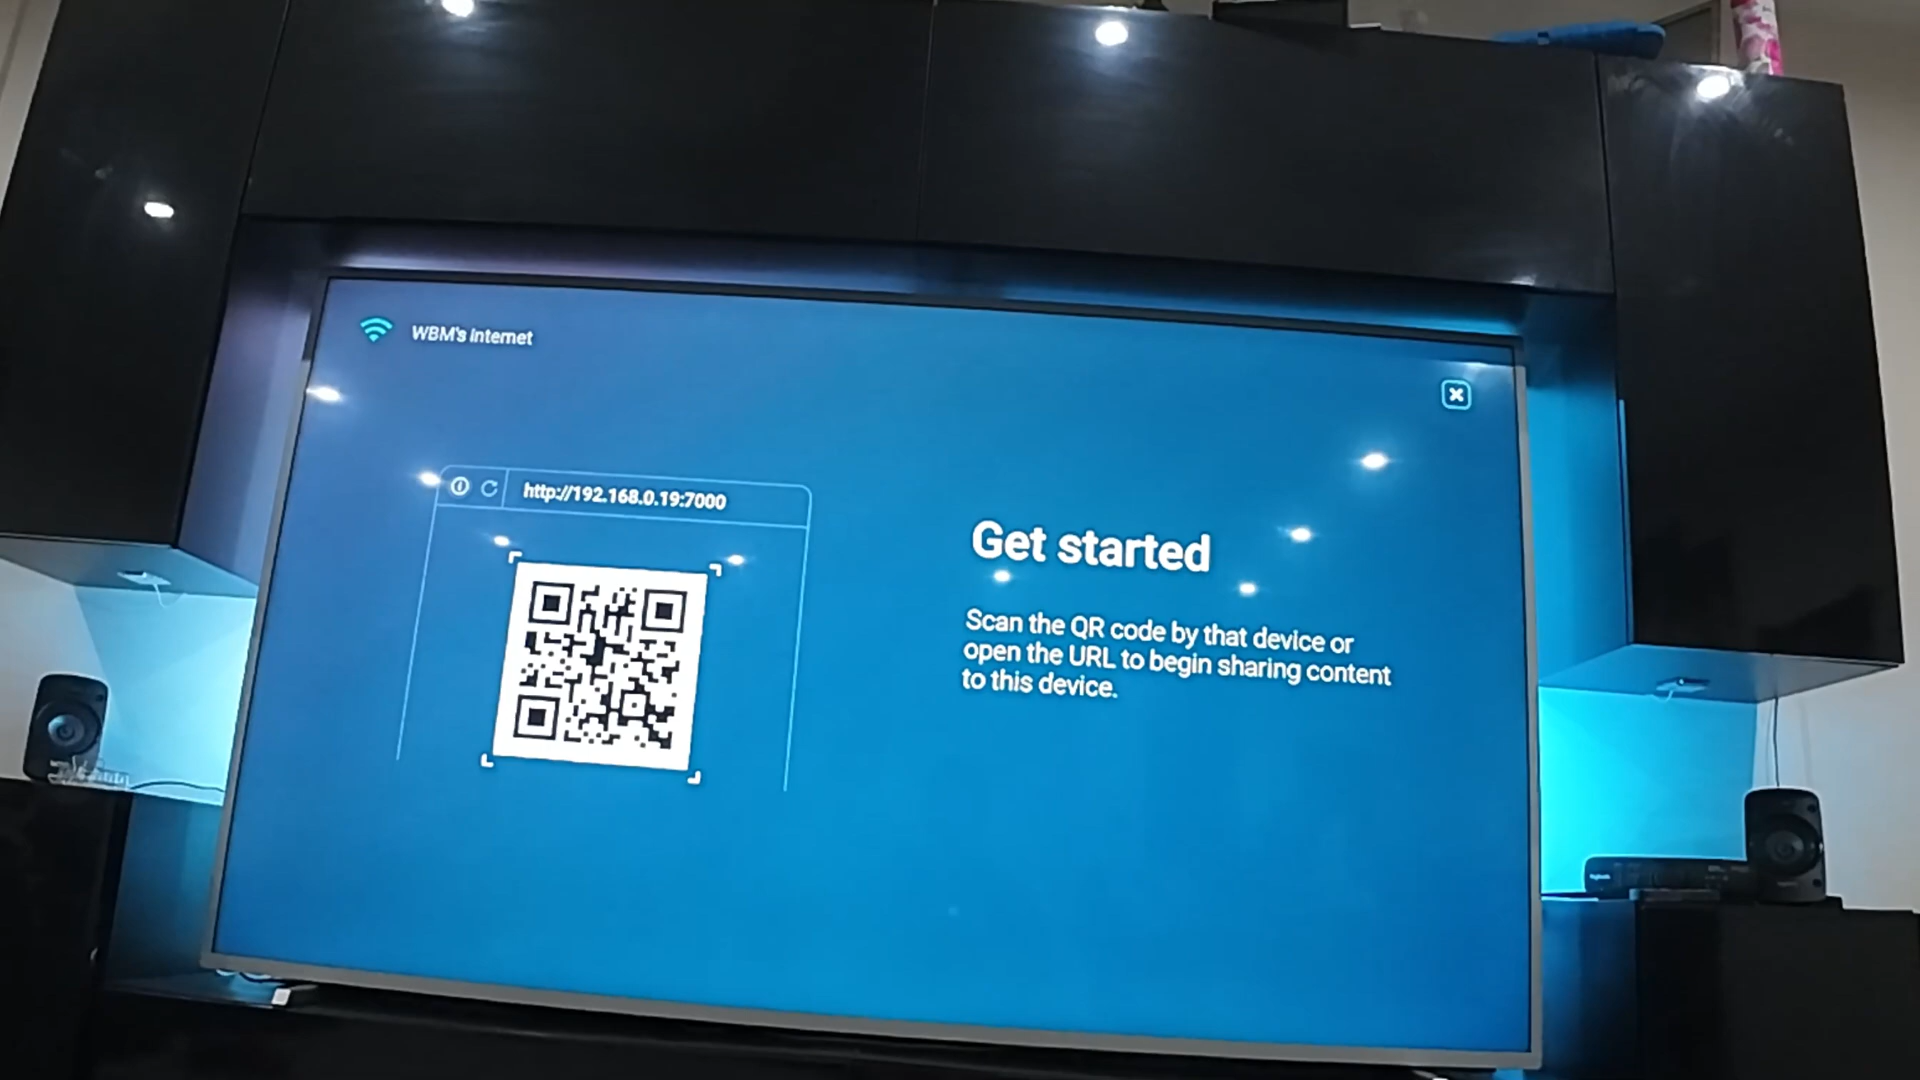 WBM's Internet
http://192.168.0.19:7000
Get started
Scan the QR code by that device or
open the URL to begin sharing content
to this device.